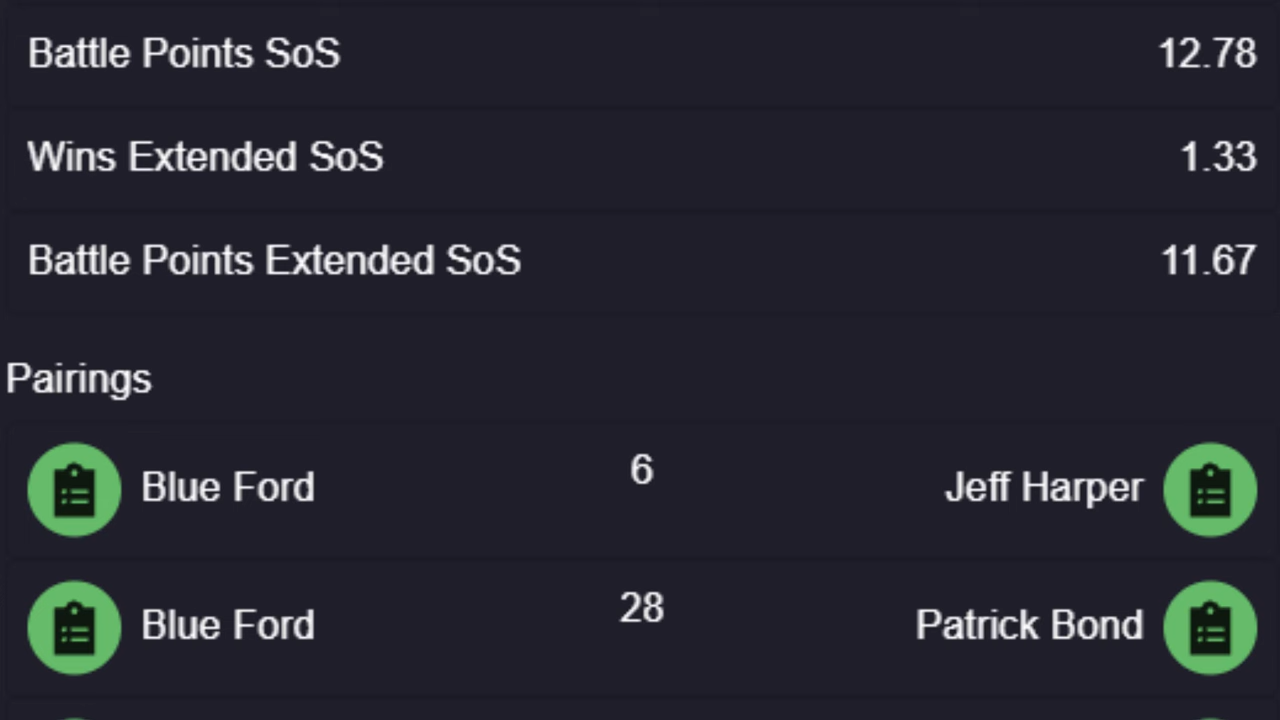 Battle Points SoS 12.78
Wins Extended SoS 1.33
Battle Points Extended SoS 11.67
Pairings
Blue Ford 6 Jeff Harper
Blue Ford 28 Patrick Bond